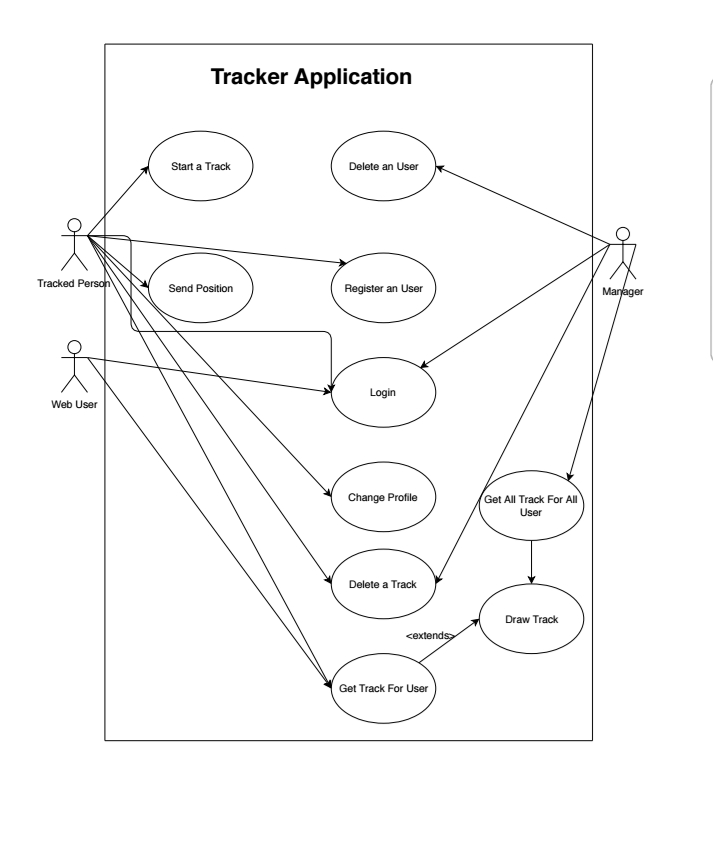 Tracker Application
Start a Track
Delete an User
Tracked Person
Send Position
Register an User
Manager
Web User
Login
Change Profile
Get All Track For All
User
Delete a Track
Draw Track
<extends>
Get Track For User